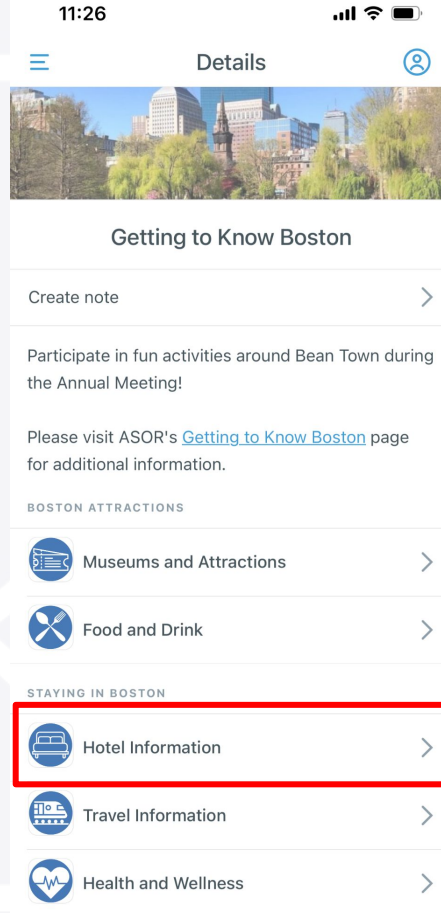 11:26
Details
Getting to Know Boston
Create note
Participate in fun activities around Bean Town during
the Annual Meeting!
Please visit ASOR's Getting to Know Boston page
for additional information.
BOSTON ATTRACTIONS
Museums and Attractions
Food and Drink
STAYING IN BOSTON
Hotel Information
Travel Information
Health and Wellness